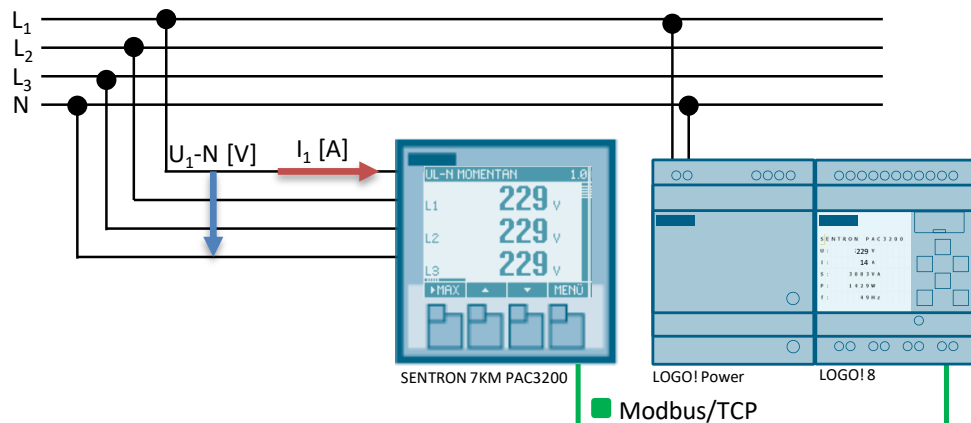 L1
L2
L3
N
U1-N [V]
I1 [A]
UL-N MOMENTAN 1.0
L1 229 V
L2 229 V
L3 229 V
▶MAX ▲ ▼ MENÜ
SENTRON PAC3200
U: 229 V
I: 14 A
S: 3083VA
P: 1429W
f: 49Hz
SENTRON 7KM PAC3200
LOGO! Power
LOGO! 8
Modbus/TCP